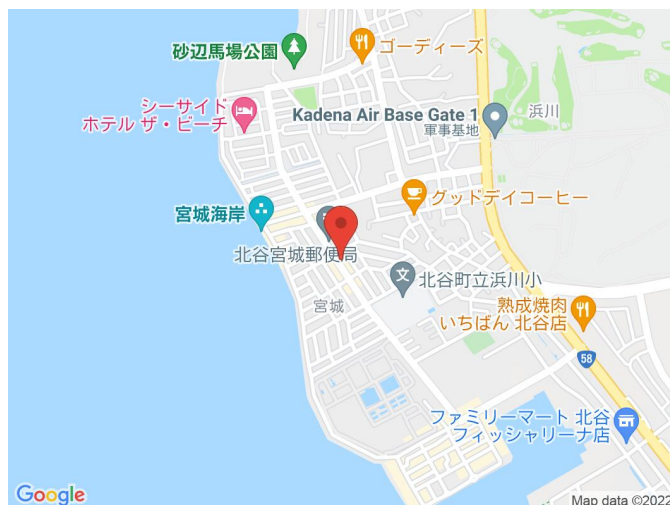 砂辺馬場公園
ゴーディーズ
シーサイド
ホテル ザ・ビーチ
Kadena Air Base Gate 1
軍事基地
浜川
グッドデイコーヒー
宮城海岸
北谷宮城郵便局
北谷町立浜川小
宮城
熟成焼肉
いちばん 北谷店
58
ファミリーマート 北谷
フィッシャリーナ店
Google
Map data ©2022